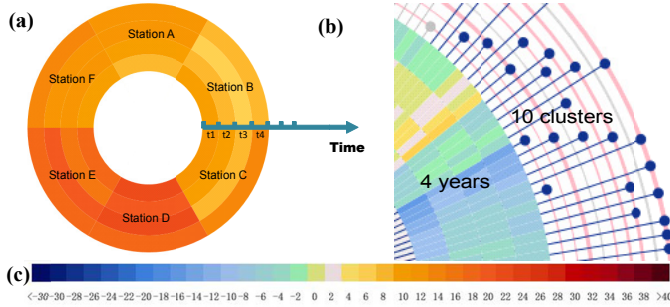 (a)
Station A
Station B
Station C
Station D
Station E
Station F
t1 t2 t3 t4
Time
(b)
10 clusters
4 years
(c)
<-30 -30 -28 -26 -24 -22 -20 -18 -16 -14 -12 -10 -8 -6 -4 -2 0 2 4 6 8 10 12 14 16 18 20 22 24 26 28 30 32 34 36 38 >40